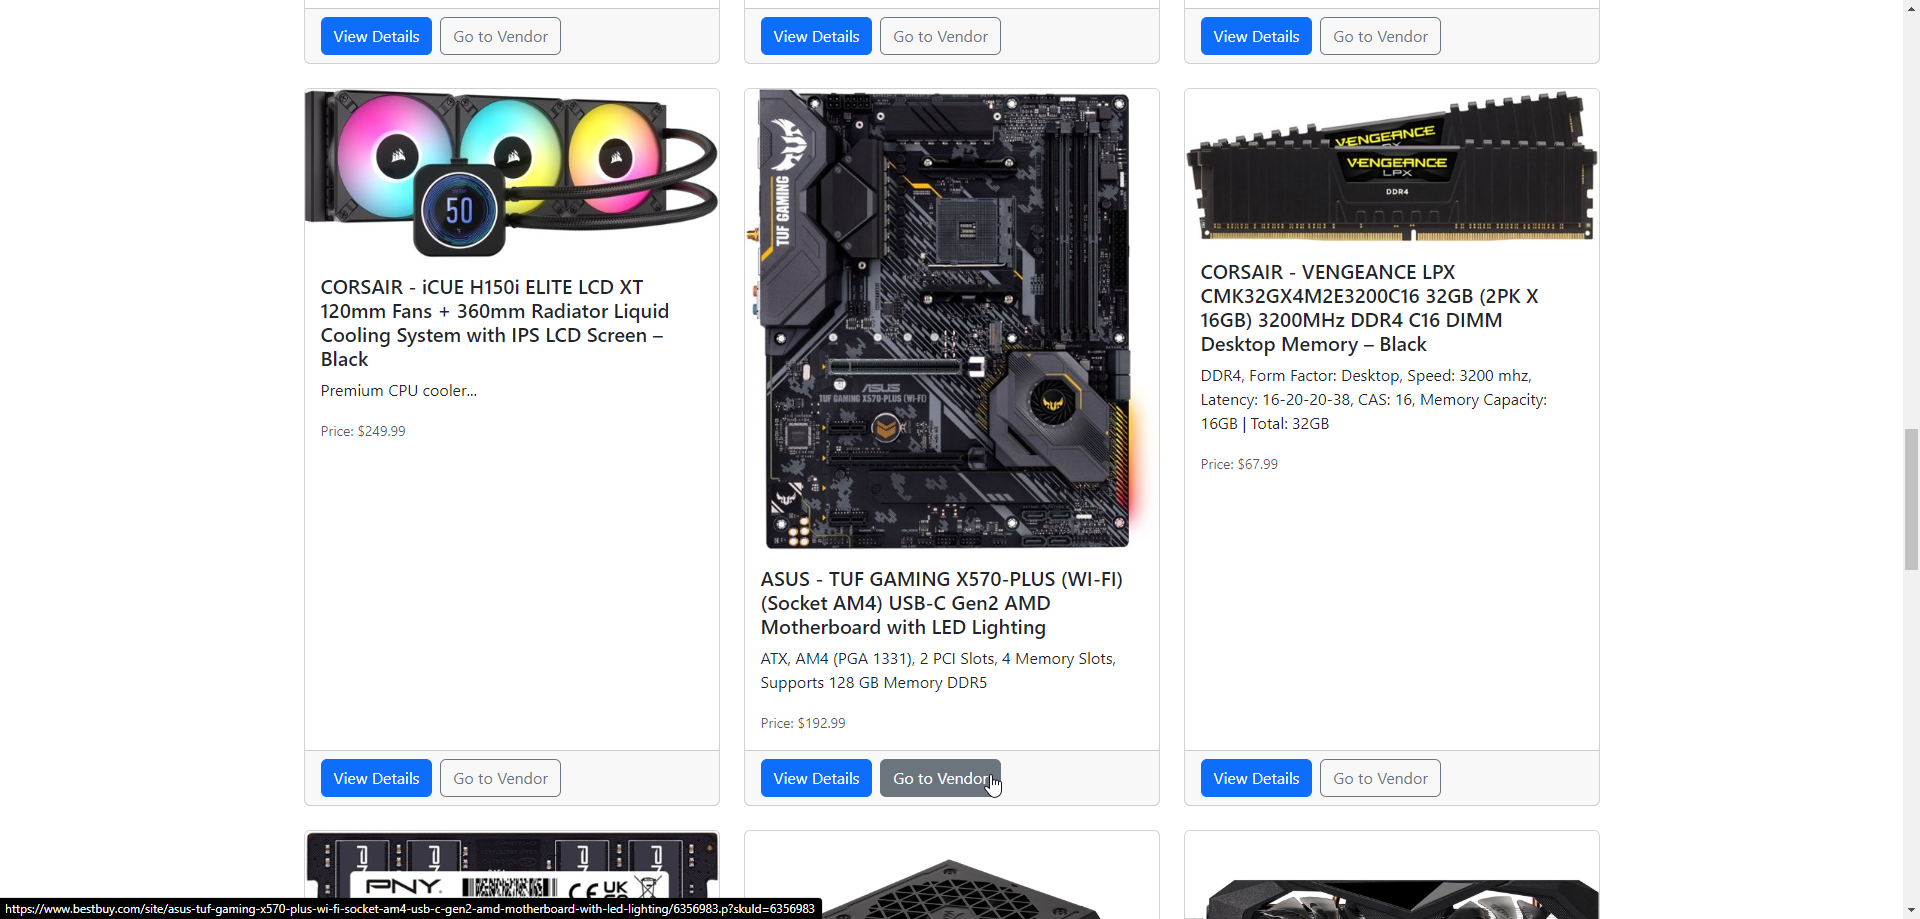 View Details Go to Vendor
View Details Go to Vendor
View Details Go to Vendor
50
CORSAIR - iCUE H150i ELITE LCD XT
120mm Fans + 360mm Radiator Liquid
Cooling System with IPS LCD Screen –
Black
Premium CPU cooler...
Price: $249.99
View Details Go to Vendor
TUF GAMING
ASUS
TUF GAMING X570-PLUS (WI-FI)
ASUS - TUF GAMING X570-PLUS (WI-FI)
(Socket AM4) USB-C Gen2 AMD
Motherboard with LED Lighting
ATX, AM4 (PGA 1331), 2 PCI Slots, 4 Memory Slots,
Supports 128 GB Memory DDR5
Price: $192.99
View Details Go to Vendor
VENGEANCE
VENGEANCE
LPX
DDR4
CORSAIR - VENGEANCE LPX
CMK32GX4M2E3200C16 32GB (2PK X
16GB) 3200MHz DDR4 C16 DIMM
Desktop Memory – Black
DDR4, Form Factor: Desktop, Speed: 3200 mhz,
Latency: 16-20-20-38, CAS: 16, Memory Capacity:
16GB | Total: 32GB
Price: $67.99
View Details Go to Vendor
PNY CE UK
https://www.bestbuy.com/site/asus-tuf-gaming-x570-plus-wi-fi-socket-am4-usb-c-gen2-amd-motherboard-with-led-lighting/6356983.p?skuId=6356983